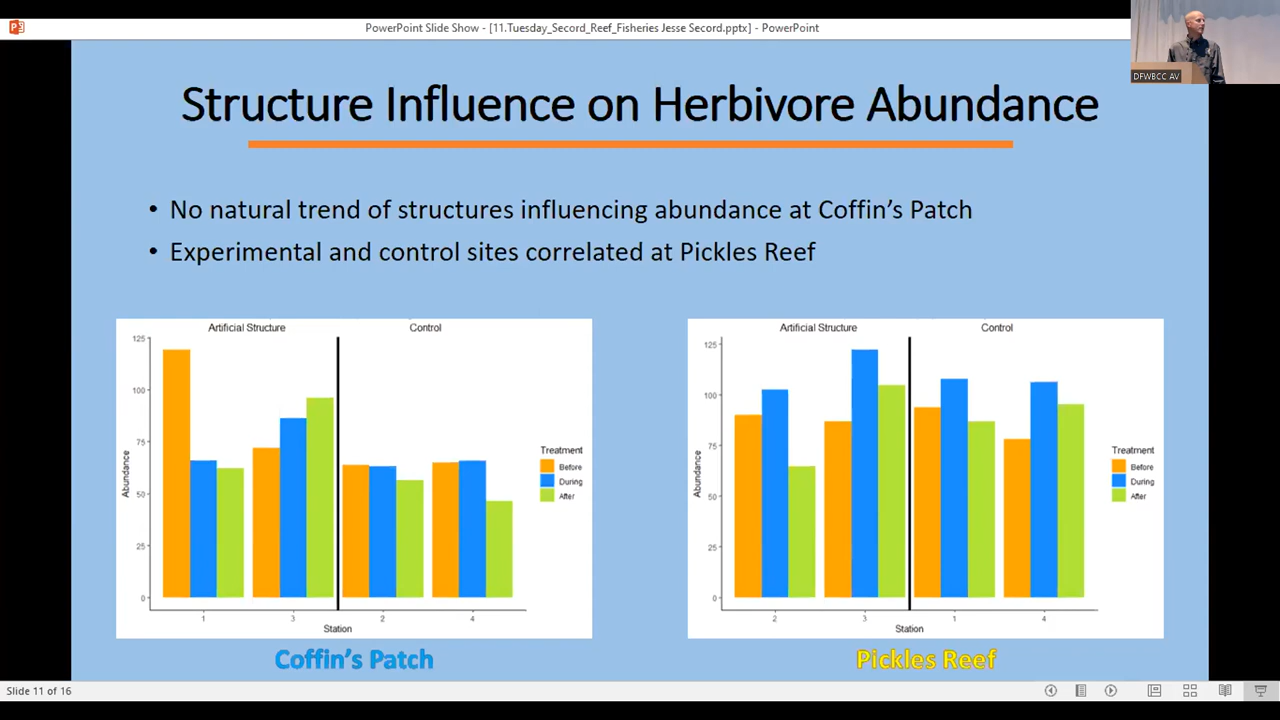 PowerPoint Slide Show - [11.Tuesday_Secord_Reef_Fisheries Jesse Secord.pptx] - PowerPoint
DFWBCC AV
Structure Influence on Herbivore Abundance
• No natural trend of structures influencing abundance at Coffin's Patch
• Experimental and control sites correlated at Pickles Reef
Artificial Structure
Control
125
100
75
50
25
0
Abundance
1
3
2
4
Station
Treatment
Before
During
After
Coffin's Patch
Artificial Structure
Control
125
100
75
50
25
0
Abundance
2
3
1
4
Station
Treatment
Before
During
After
Pickles Reef
Slide 11 of 16